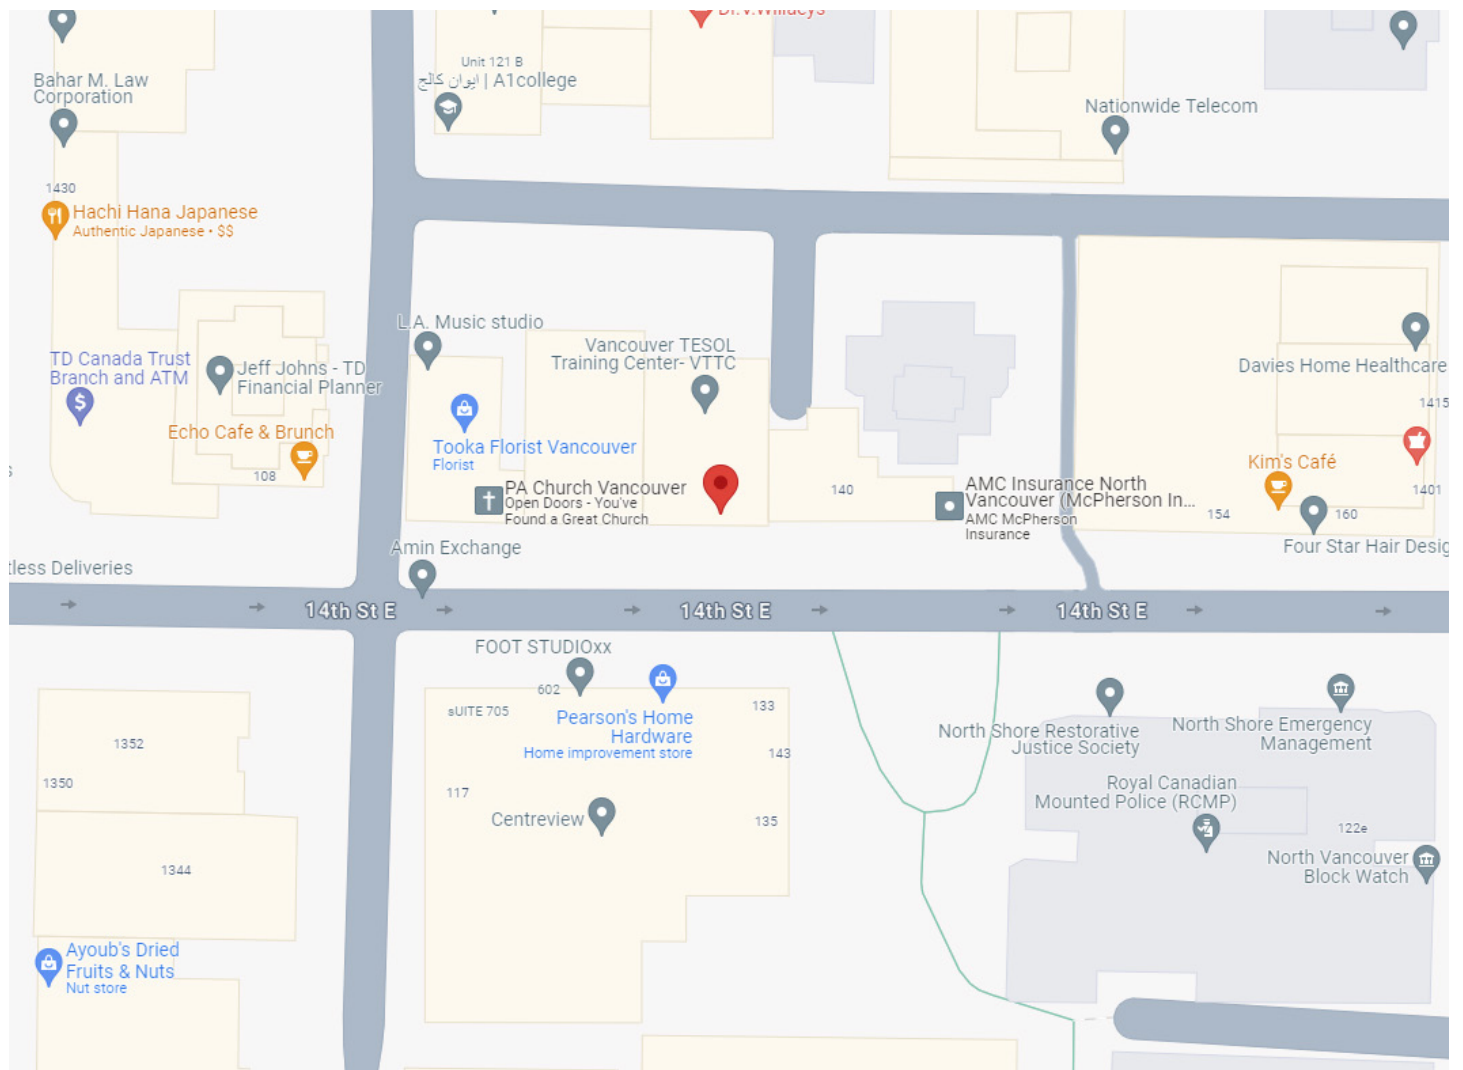 Dr.V.Willacys
Unit 121 B
ایوان کالج | A1college
Bahar M. Law
Corporation
Nationwide Telecom
1430
Hachi Hana Japanese
Authentic Japanese • $$
L.A. Music studio
Vancouver TESOL
Training Center- VTTC
TD Canada Trust
Branch and ATM
Jeff Johns - TD
Financial Planner
Davies Home Healthcare
1415
Echo Cafe & Brunch
108
Tooka Florist Vancouver
Florist
Kim's Café
PA Church Vancouver
Open Doors - You've
Found a Great Church
140
AMC Insurance North
Vancouver (McPherson In...
AMC McPherson
Insurance
1401
154
160
Four Star Hair Desig
Amin Exchange
tless Deliveries
14th St E
14th St E
14th St E
FOOT STUDIOxx
602
sUITE 705
133
Pearson's Home
Hardware
Home improvement store
143
117
Centreview
135
North Shore Restorative
Justice Society
North Shore Emergency
Management
1352
1350
Royal Canadian
Mounted Police (RCMP)
122e
North Vancouver
Block Watch
1344
Ayoub's Dried
Fruits & Nuts
Nut store